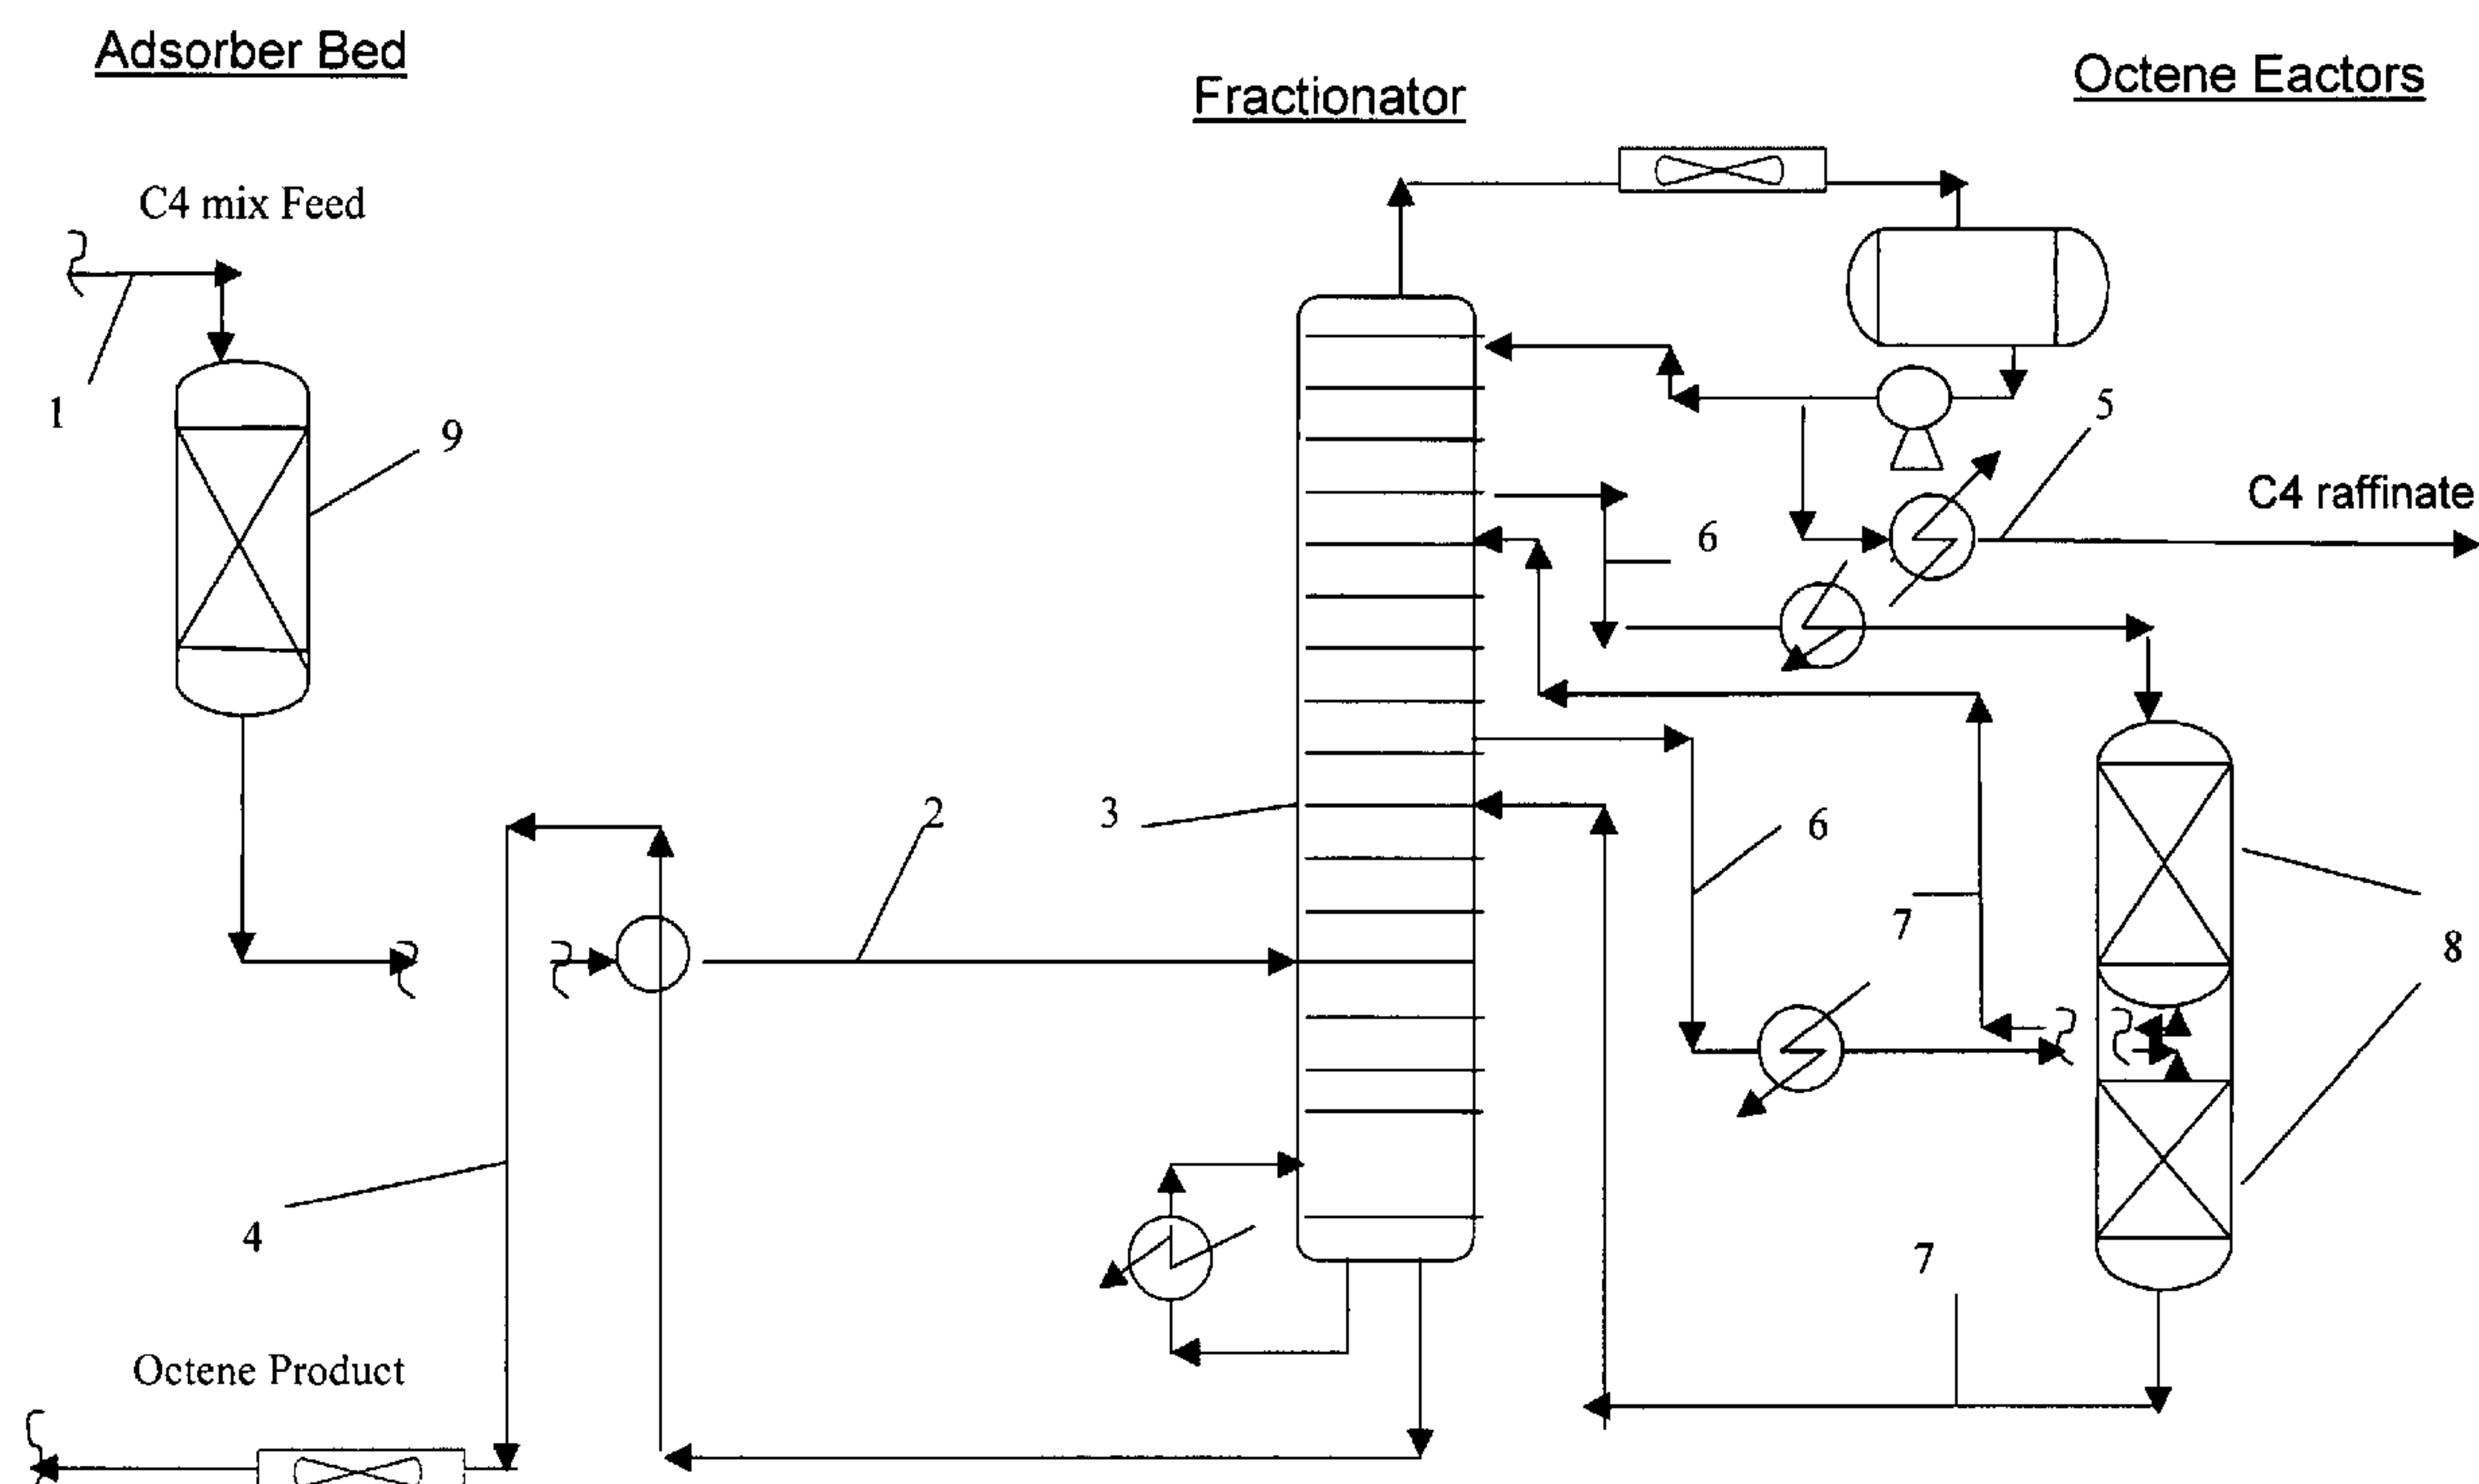 Adsorber Bed
Fractionator
Octene Eactors
C4 mix Feed
1
9
5
C4 raffinate
6
2
3
6
7
8
4
7
Octene Product